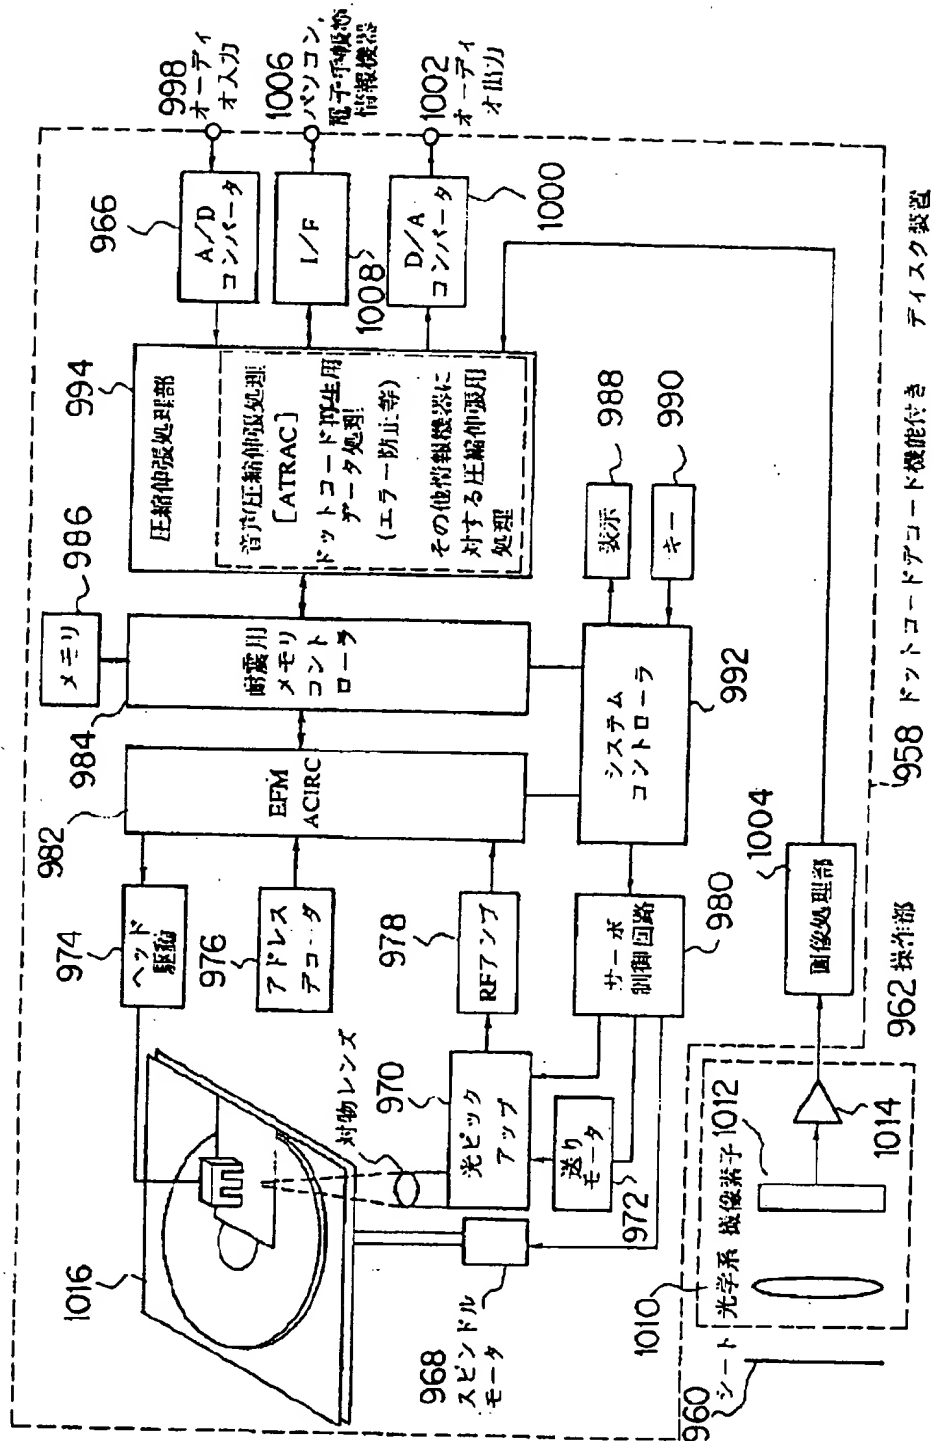 998
オーディ
オ入力
1006
パソコン,
電子手帳等
情報機器
1002
オーディ
オ出力
966
A/D
コンバータ
I/F
1008
D/A
コンバータ
1000
994
圧縮伸張処理部
音声圧縮伸張処理
[ATRAC]
ドットコード再生用
データ処理
(エラー防止等)
その他情報機器に
対する圧縮伸張用
処理
986
メモリ
984
耐震用
メモリ
コント
ローラ
988
表示
990
キー
982
EFM
ACIRC
システム
コントローラ
992
974
ヘッド
駆動
976
アドレス
デコーダ
978
RFアンプ
サーボ
制御回路
980
1016
対物レンズ
970
光ピック
アップ
送り
モータ
972
968
スピンドル
モータ
1004
画像処理部
958 ドットコードデコード機能付き ディスク装置
962 操作部
1010
光学系
撮像素子
1012
1014
960
シート